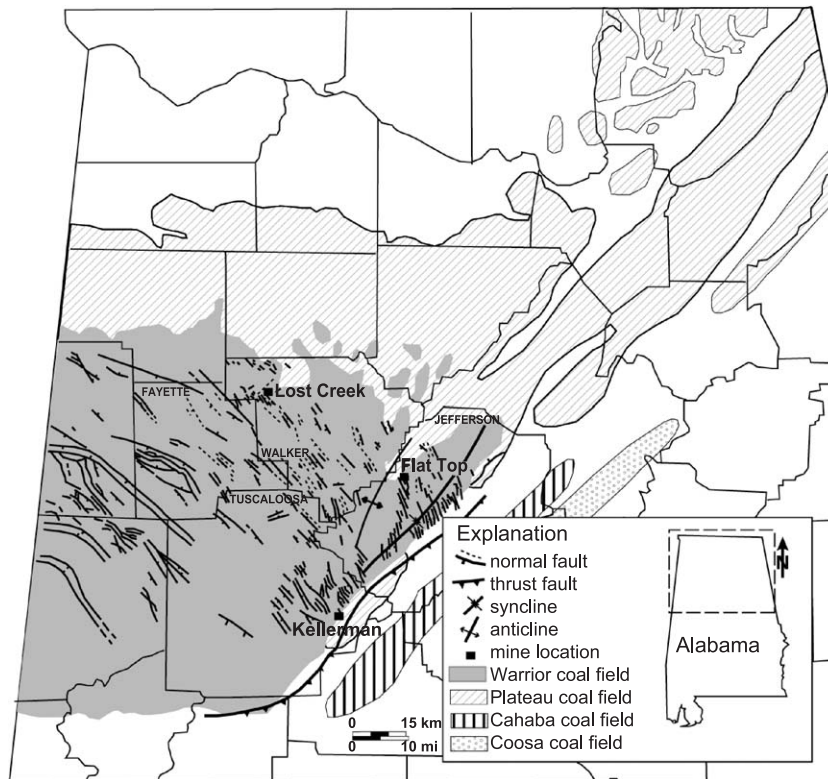 FAYETTE
Lost Creek
JEFFERSON
WALKER
Flat Top
TUSCALOOSA
Kellerman
0 15 km
0 10 mi
Explanation
normal fault
thrust fault
syncline
anticline
mine location
Warrior coal field
Plateau coal field
Cahaba coal field
Coosa coal field
N
Alabama